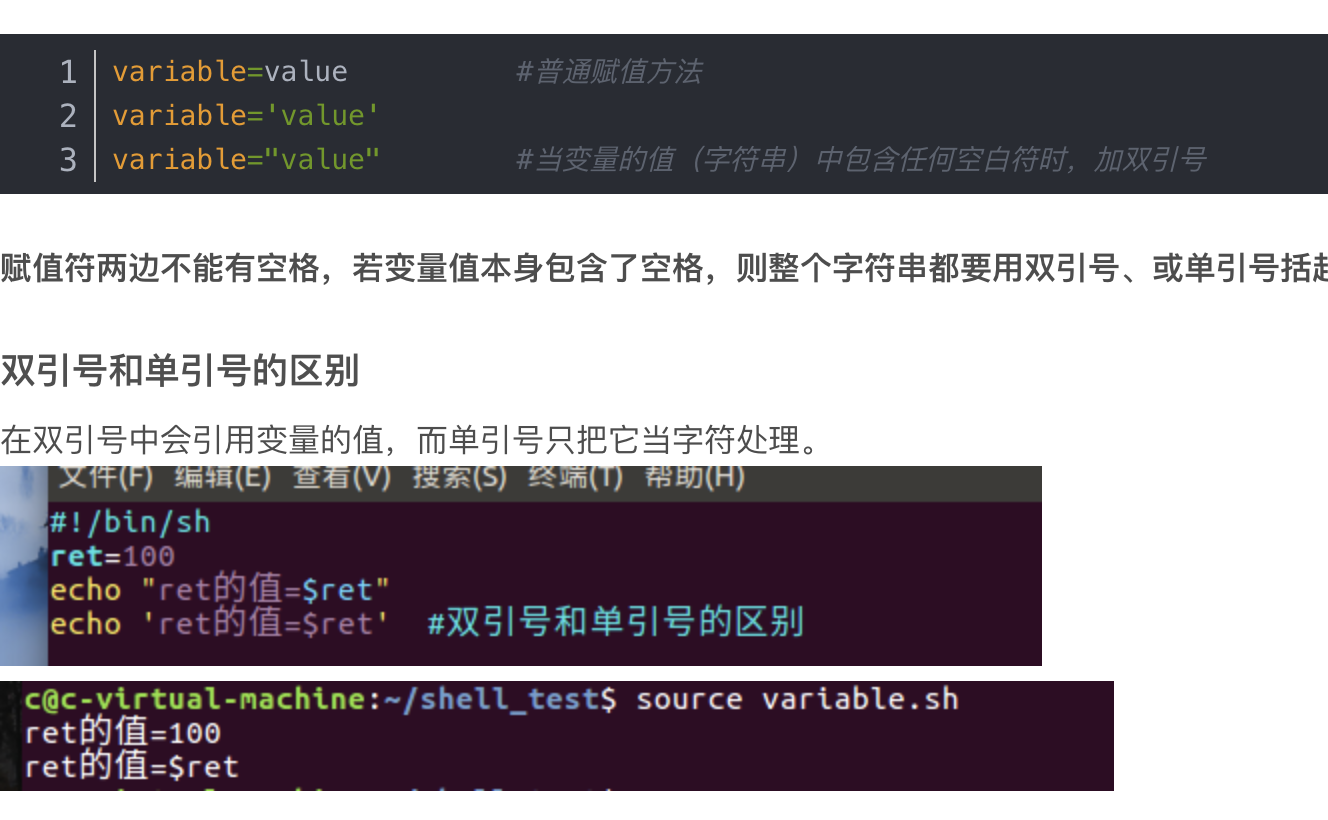 1 variable=value #普通赋值方法
2 variable='value'
3 variable="value" #当变量的值（字符串）中包含任何空白符时，加双引号
赋值符两边不能有空格，若变量值本身包含了空格，则整个字符串都要用双引号、或单引号括起
双引号和单引号的区别
在双引号中会引用变量的值，而单引号只把它当字符处理。
文件(F) 编辑(E) 查看(V) 搜索(S) 终端(T) 帮助(H)
#!/bin/sh
ret=100
echo "ret的值=$ret"
echo 'ret的值=$ret' #双引号和单引号的区别
c@c-virtual-machine:~/shell_test$ source variable.sh
ret的值=100
ret的值=$ret